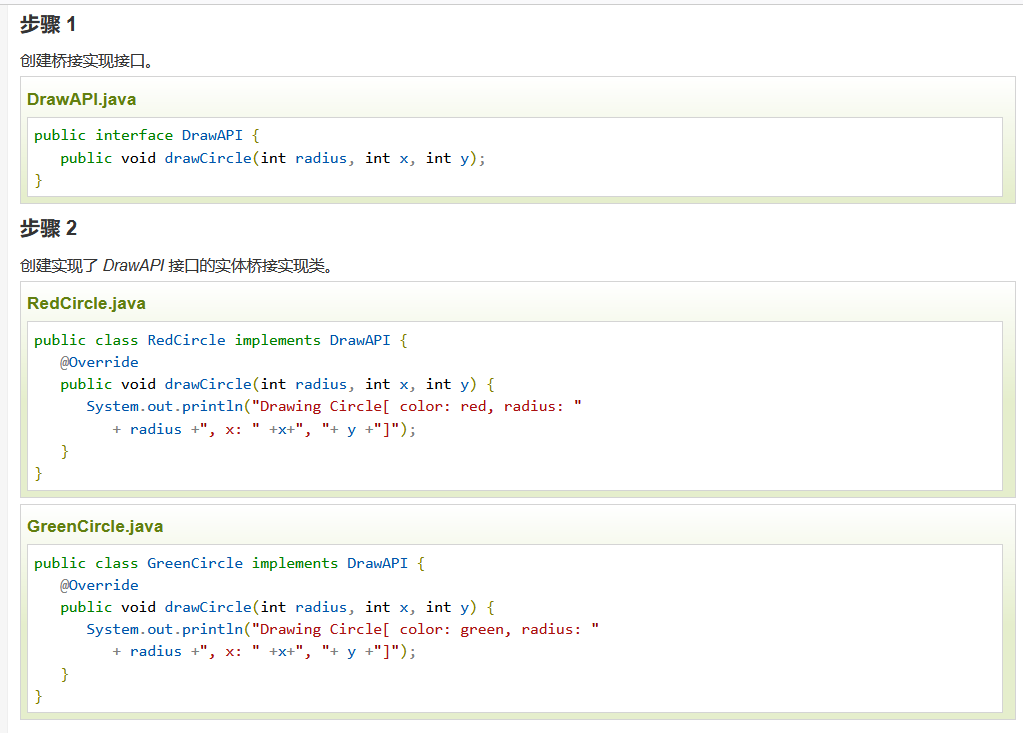 步骤 1
创建桥接实现接口。
DrawAPI.java
public interface DrawAPI {
   public void drawCircle(int radius, int x, int y);
}
步骤 2
创建实现了 DrawAPI 接口的实体桥接实现类。
RedCircle.java
public class RedCircle implements DrawAPI {
   @Override
   public void drawCircle(int radius, int x, int y) {
      System.out.println("Drawing Circle[ color: red, radius: "
         + radius +", x: " +x+", "+ y +"]");
   }
}
GreenCircle.java
public class GreenCircle implements DrawAPI {
   @Override
   public void drawCircle(int radius, int x, int y) {
      System.out.println("Drawing Circle[ color: green, radius: "
         + radius +", x: " +x+", "+ y +"]");
   }
}